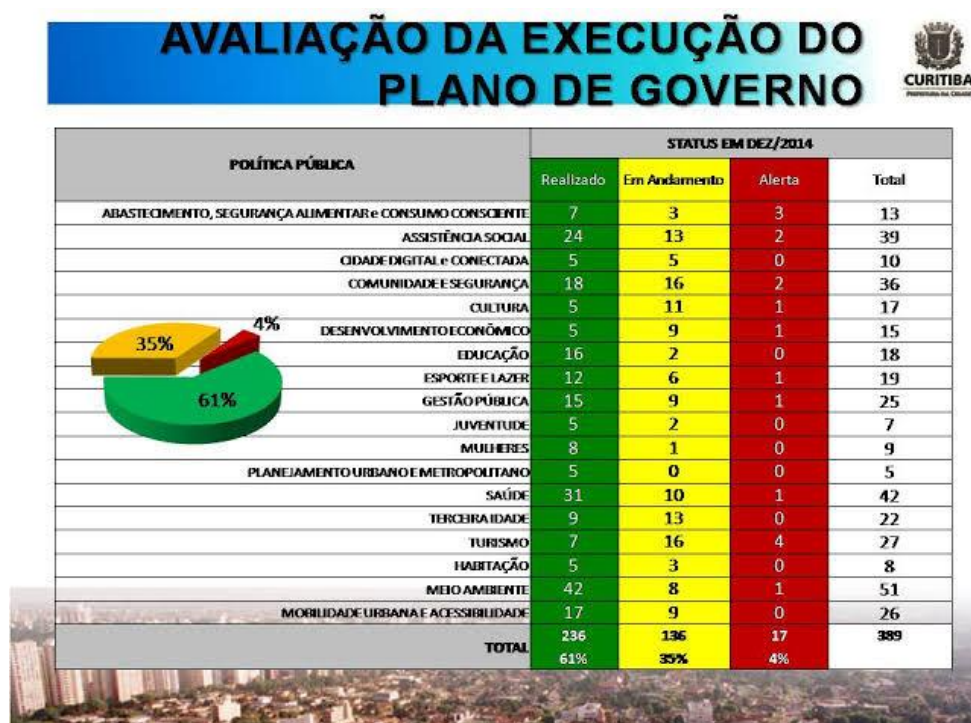 AVALIAÇÃO DA EXECUÇÃO DO
PLANO DE GOVERNO
CURITIBA
PREFEITURA DA CIDADE
POLÍTICA PÚBLICA
STATUS EM DEZ/2014
Realizado Em Andamento Alerta Total
ABASTECIMENTO, SEGURANÇA ALIMENTAR e CONSUMO CONSCIENTE 7 3 3 13
ASSISTÊNCIA SOCIAL 24 13 2 39
CIDADE DIGITAL e CONECTADA 5 5 0 10
COMUNIDADE E SEGURANÇA 18 16 2 36
CULTURA 5 11 1 17
DESENVOLVIMENTO ECONÔMICO 5 9 1 15
EDUCAÇÃO 16 2 0 18
ESPORTE E LAZER 12 6 1 19
GESTÃO PÚBLICA 15 9 1 25
JUVENTUDE 5 2 0 7
MULHERES 8 1 0 9
PLANEJAMENTO URBANO E METROPOLITANO 5 0 0 5
SAÚDE 31 10 1 42
TERCEIRA IDADE 9 13 0 22
TURISMO 7 16 4 27
HABITAÇÃO 5 3 0 8
MEIO AMBIENTE 42 8 1 51
MOBILIDADE URBANA E ACESSIBILIDADE 17 9 0 26
TOTAL 236 136 17 389
61% 35% 4%
35%
4%
61%